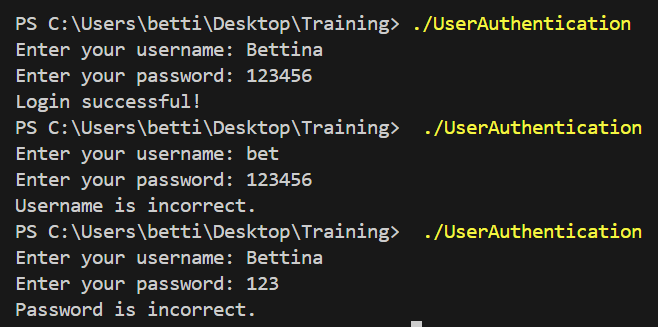 PS C:\Users\betti\Desktop\Training> ./UserAuthentication
Enter your username: Bettina
Enter your password: 123456
Login successful!
PS C:\Users\betti\Desktop\Training>  ./UserAuthentication
Enter your username: bet
Enter your password: 123456
Username is incorrect.
PS C:\Users\betti\Desktop\Training>  ./UserAuthentication
Enter your username: Bettina
Enter your password: 123
Password is incorrect.